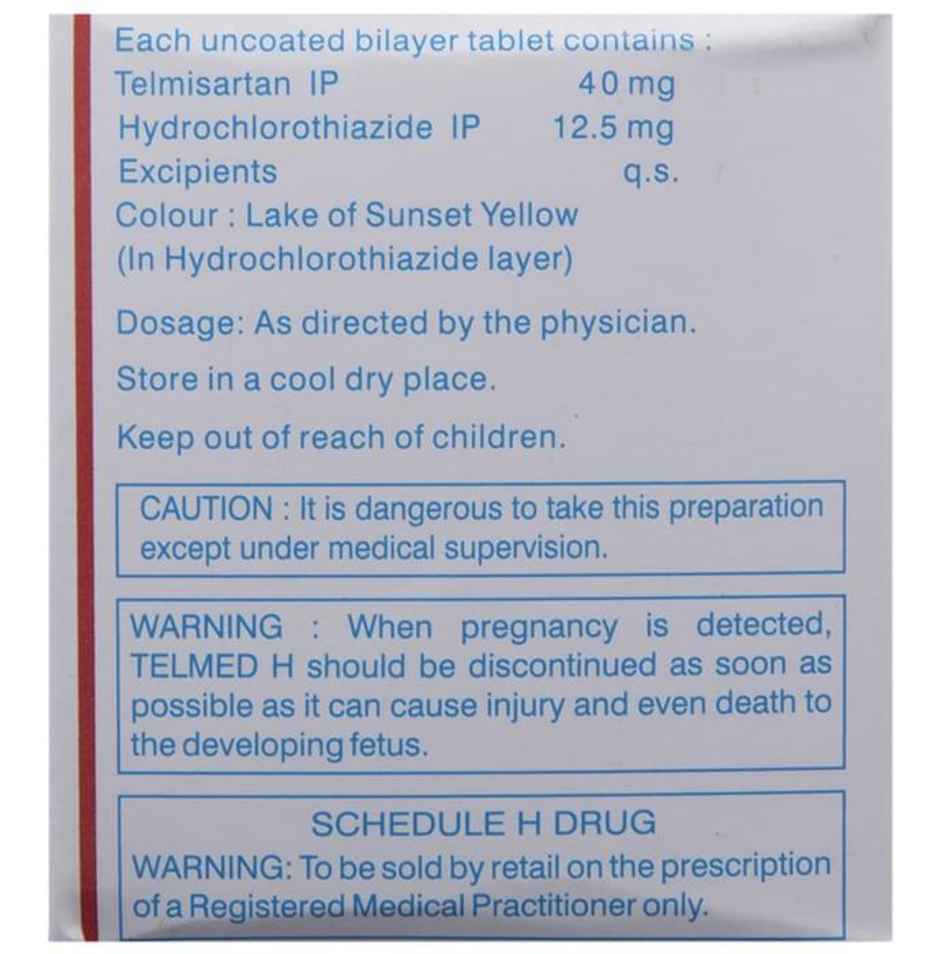 Each uncoated bilayer tablet contains :
Telmisartan IP 40 mg
Hydrochlorothiazide IP 12.5 mg
Excipients q.s.
Colour : Lake of Sunset Yellow
(In Hydrochlorothiazide layer)
Dosage: As directed by the physician.
Store in a cool dry place.
Keep out of reach of children.
CAUTION : It is dangerous to take this preparation
except under medical supervision.
WARNING : When pregnancy is detected,
TELMED H should be discontinued as soon as
possible as it can cause injury and even death to
the developing fetus.
SCHEDULE H DRUG
WARNING: To be sold by retail on the prescription
of a Registered Medical Practitioner only.